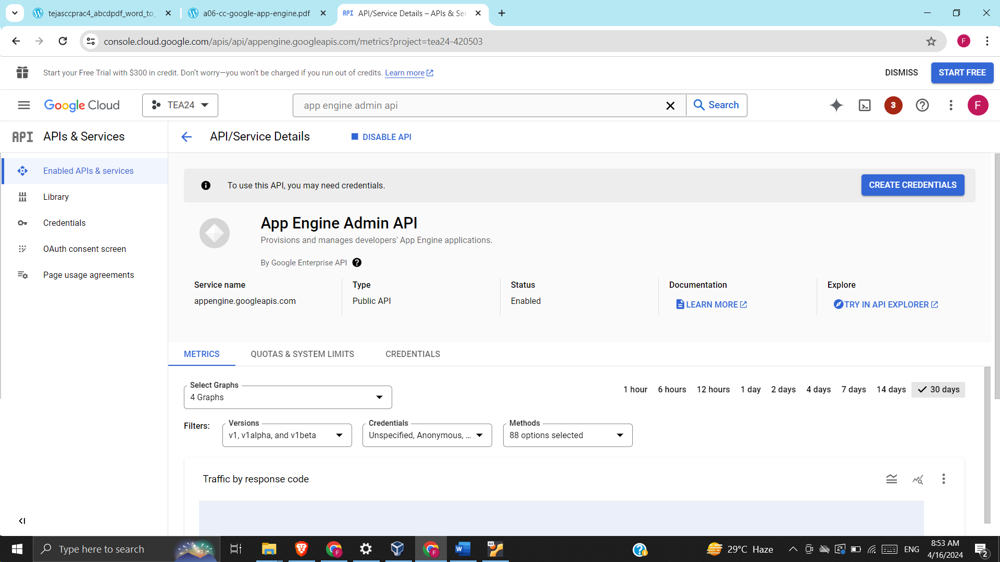 tejasccprac4_abcdpdf_word_to_
a06-cc-google-app-engine.pdf
API API/Service Details – APIs & Ser
console.cloud.google.com/apis/api/appengine.googleapis.com/metrics?project=tea24-420503
F
Start your Free Trial with $300 in credit. Don’t worry—you won’t be charged if you run out of credits. Learn more
DISMISS
START FREE
Google Cloud
TEA24
app engine admin api
Search
3
F
API APIs & Services
API/Service Details
DISABLE API
Enabled APIs & services
Library
Credentials
OAuth consent screen
Page usage agreements
To use this API, you may need credentials.
CREATE CREDENTIALS
App Engine Admin API
Provisions and manages developers' App Engine applications.
By Google Enterprise API
Service name
appengine.googleapis.com
Type
Public API
Status
Enabled
Documentation
LEARN MORE
Explore
TRY IN API EXPLORER
METRICS
QUOTAS & SYSTEM LIMITS
CREDENTIALS
Select Graphs
4 Graphs
1 hour 6 hours 12 hours 1 day 2 days 4 days 7 days 14 days 30 days
Filters:
Versions
v1, v1alpha, and v1beta
Credentials
Unspecified, Anonymous, ...
Methods
88 options selected
Traffic by response code
Type here to search
F
F
W
64
29°C Haze
ENG
8:53 AM
4/16/2024
2